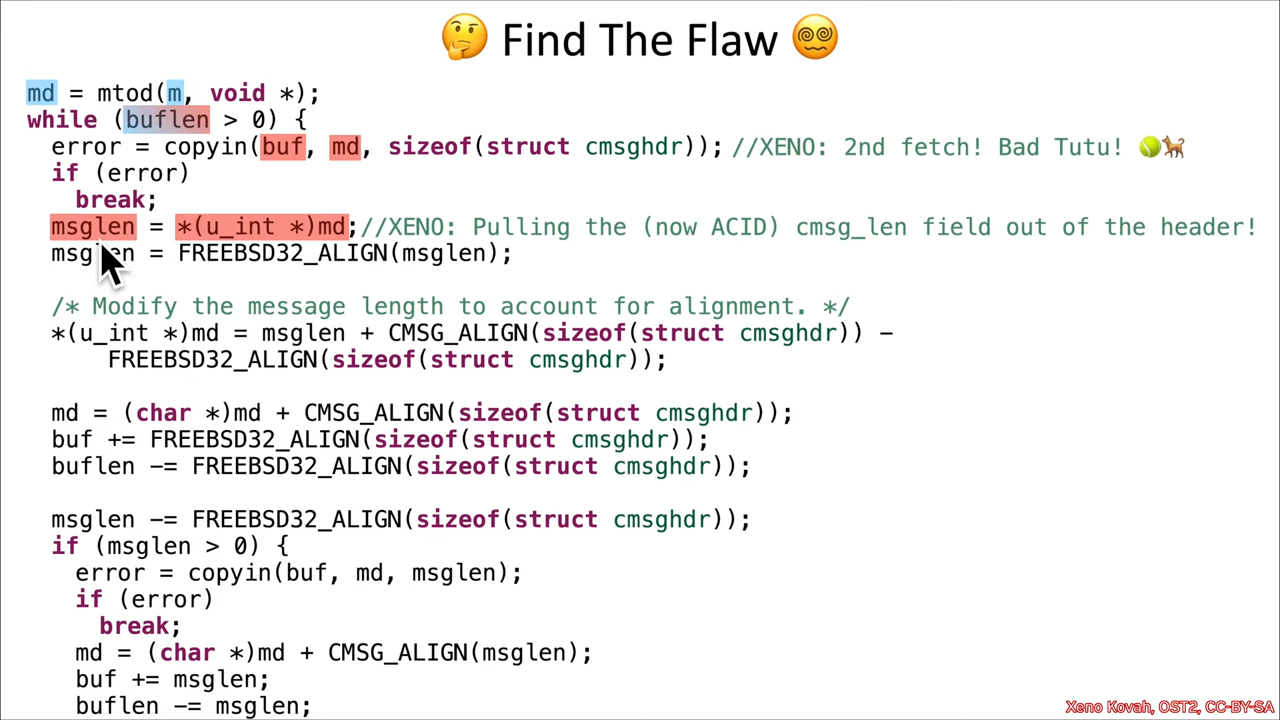 🤔 Find The Flaw 😵‍💫
md = mtod(m, void *);
while (buflen > 0) {
error = copyin(buf, md, sizeof(struct cmsghdr)); //XENO: 2nd fetch! Bad Tutu! 🎾🐕
if (error)
break;
msglen = *(u_int *)md; //XENO: Pulling the (now ACID) cmsg_len field out of the header!
msglen = FREEBSD32_ALIGN(msglen);
/* Modify the message length to account for alignment. */
*(u_int *)md = msglen + CMSG_ALIGN(sizeof(struct cmsghdr)) -
FREEBSD32_ALIGN(sizeof(struct cmsghdr));
md = (char *)md + CMSG_ALIGN(sizeof(struct cmsghdr));
buf += FREEBSD32_ALIGN(sizeof(struct cmsghdr));
buflen -= FREEBSD32_ALIGN(sizeof(struct cmsghdr));
msglen -= FREEBSD32_ALIGN(sizeof(struct cmsghdr));
if (msglen > 0) {
error = copyin(buf, md, msglen);
if (error)
break;
md = (char *)md + CMSG_ALIGN(msglen);
buf += msglen;
buflen -= msglen;
Xeno Kovah, OST2, CC-BY-SA